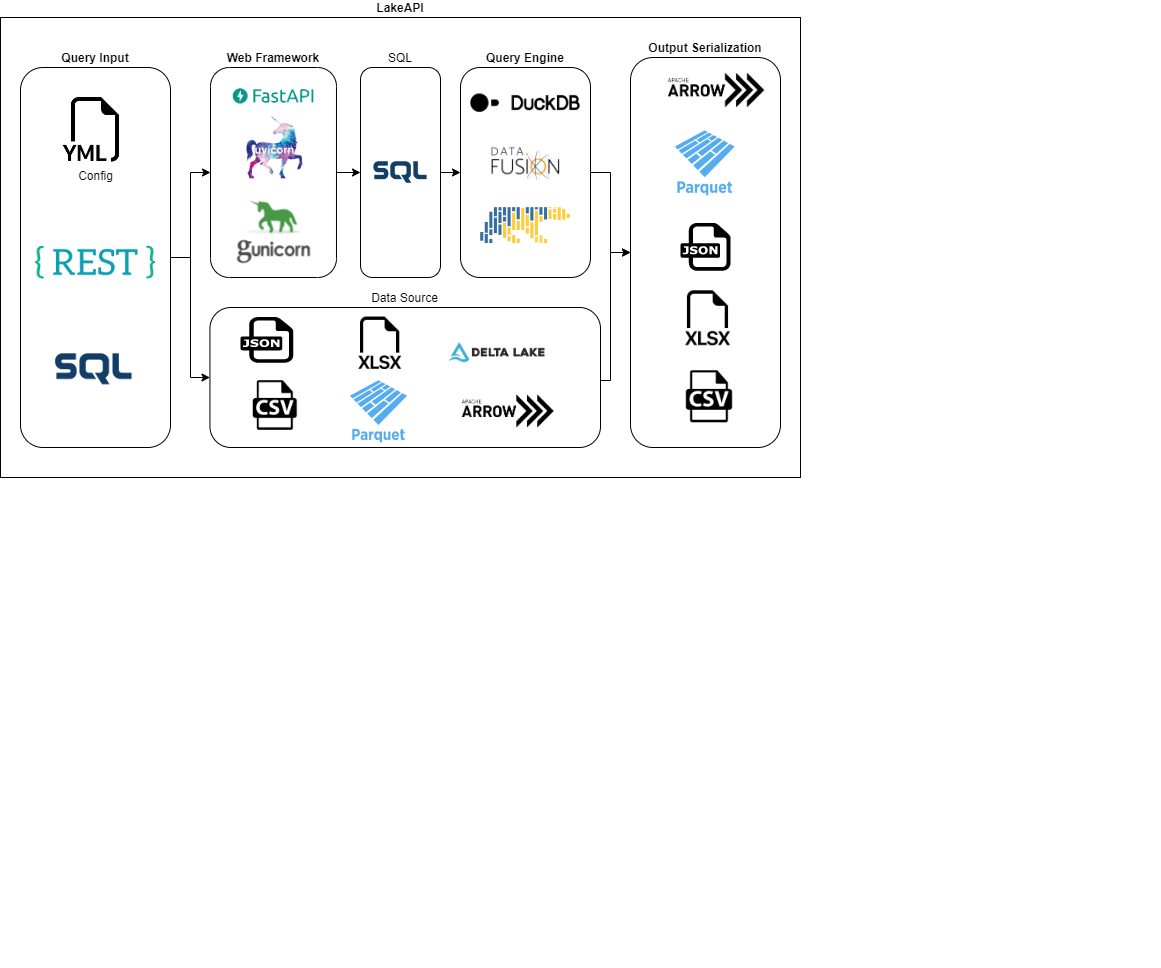 LakeAPI
Query Input
YML
Config
{ REST }
SQL
Web Framework
FastAPI
uvicorn
gunicorn
SQL
SQL
Query Engine
DuckDB
DATA
FUSION
Data Source
JSON
XLSX
DELTA LAKE
CSV
Parquet
APACHE
ARROW
Output Serialization
APACHE
ARROW
Parquet
JSON
XLSX
CSV